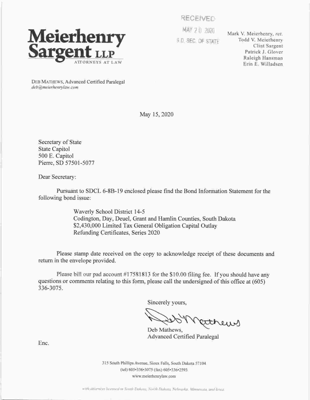 RECEIVED
MAY 20 2020
S.D. SEC OF STATE
Meierhenry
Sargent LLP
ATTORNEYS AT LAW
Mark V. Meierhenry, ret.
Todd V. Meierhenry
Clint Sargent
Patrick J. Glover
Raleigh Hansman
Erin E. Willadsen
DEB MATHEWS, Advanced Certified Paralegal
deb@meierhenrylaw.com
May 15, 2020
Secretary of State
State Capitol
500 E. Capitol
Pierre, SD 57501-5077
Dear Secretary:
Pursuant to SDCL 6-8B-19 enclosed please find the Bond Information Statement for the
following bond issue:
Waverly School District 14-5
Codington, Day, Deuel, Grant and Hamlin Counties, South Dakota
$2,430,000 Limited Tax General Obligation Capital Outlay
Refunding Certificates, Series 2020
Please stamp date received on the copy to acknowledge receipt of these documents and
return in the envelope provided.
Please bill our pad account #17581813 for the $10.00 filing fee. If you should have any
questions or comments relating to this form, please call the undersigned of this office at (605)
336-3075.
Sincerely yours,
Deb Mathews
Deb Mathews,
Advanced Certified Paralegal
Enc.
315 South Phillips Avenue, Sioux Falls, South Dakota 57104
(tel) 605•336•3075 (fax) 605•336•2593
www.meierhenrylaw.com